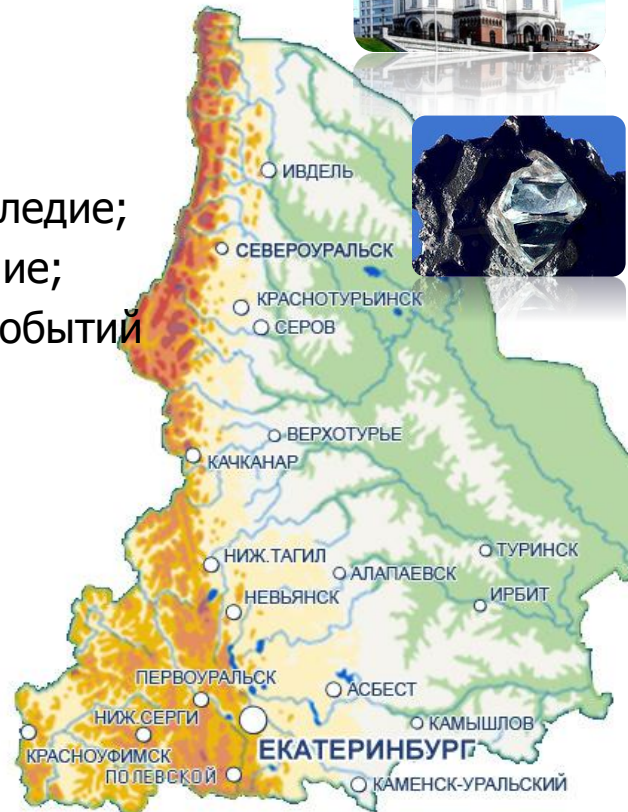 ледие;
ие;
обытий
ИВДЕЛЬ
СЕВЕРОУРАЛЬСК
КРАСНОТУРЬИНСК
СЕРОВ
ВЕРХОТУРЬЕ
КАЧКАНАР
НИЖ.ТАГИЛ
ТУРИНСК
АЛАПАЕВСК
НЕВЬЯНСК
ИРБИТ
ПЕРВОУРАЛЬСК
АСБЕСТ
НИЖ.СЕРГИ
КАМЫШЛОВ
КРАСНОУФИМСК
ЕКАТЕРИНБУРГ
ПОЛЕВСКОЙ
КАМЕНСК-УРАЛЬСКИЙ